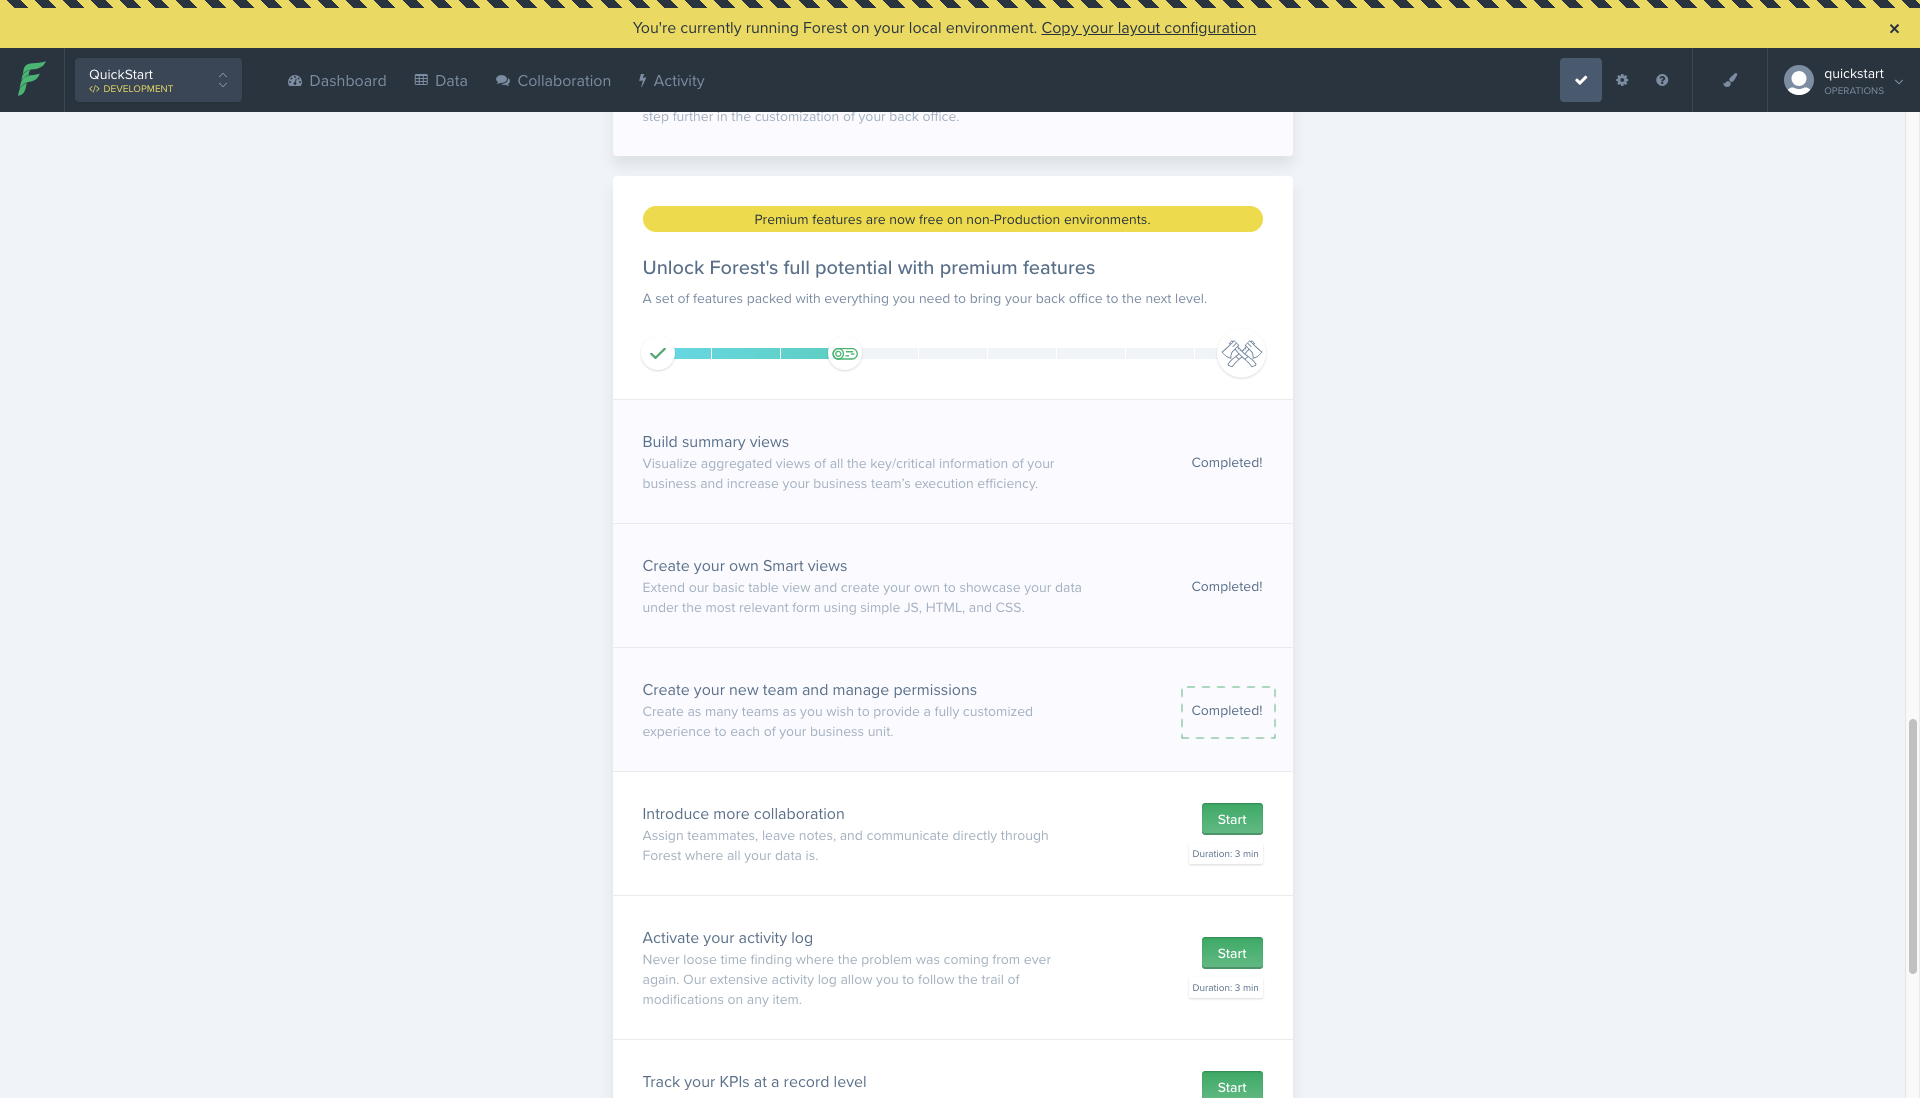 You're currently running Forest on your local environment. Copy your layout configuration
QuickStart
</> DEVELOPMENT
Dashboard
Data
Collaboration
Activity
quickstart
OPERATIONS
step further in the customization of your back office.
Premium features are now free on non-Production environments.
Unlock Forest's full potential with premium features
A set of features packed with everything you need to bring your back office to the next level.
Build summary views
Visualize aggregated views of all the key/critical information of your
business and increase your business team's execution efficiency.
Completed!
Create your own Smart views
Extend our basic table view and create your own to showcase your data
under the most relevant form using simple JS, HTML, and CSS.
Completed!
Create your new team and manage permissions
Create as many teams as you wish to provide a fully customized
experience to each of your business unit.
Completed!
Introduce more collaboration
Assign teammates, leave notes, and communicate directly through
Forest where all your data is.
Start
Duration: 3 min
Activate your activity log
Never loose time finding where the problem was coming from ever
again. Our extensive activity log allow you to follow the trail of
modifications on any item.
Start
Duration: 3 min
Track your KPIs at a record level
Start